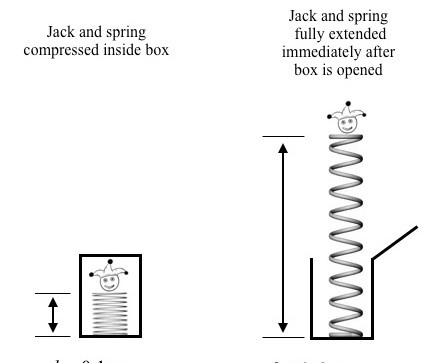 Jack and spring
compressed inside box
Jack and spring
fully extended
immediately after
box is opened